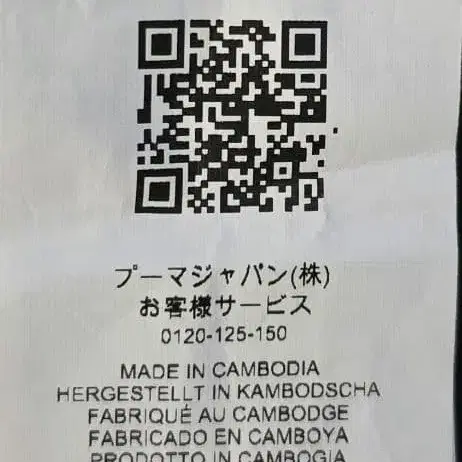 プーマジャパン(株)
お客様サービス
0120-125-150
MADE IN CAMBODIA
HERGESTELLT IN KAMBODSCHA
FABRIQUÉ AU CAMBODGE
FABRICADO EN CAMBOYA
PRODOTTO IN CAMBOGIA